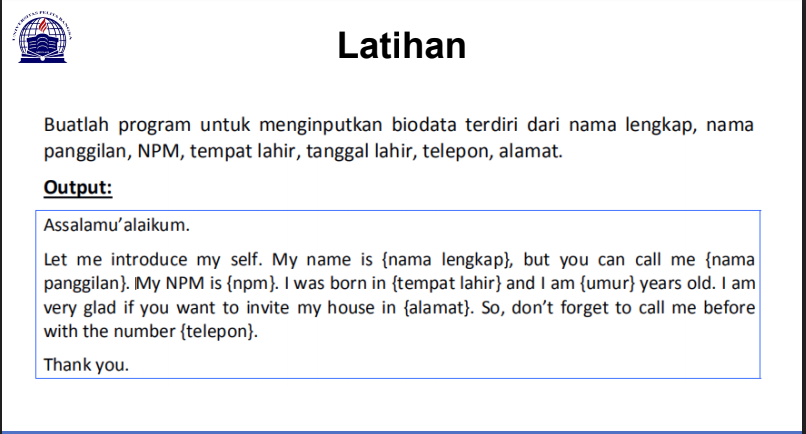 UNIVERSITAS PELITA BANGSA
Latihan
Buatlah program untuk menginputkan biodata terdiri dari nama lengkap, nama
panggilan, NPM, tempat lahir, tanggal lahir, telepon, alamat.
Output:
Assalamu’alaikum.
Let me introduce my self. My name is {nama lengkap}, but you can call me {nama
panggilan}. My NPM is {npm}. I was born in {tempat lahir} and I am {umur} years old. I am
very glad if you want to invite my house in {alamat}. So, don’t forget to call me before
with the number {telepon}.
Thank you.